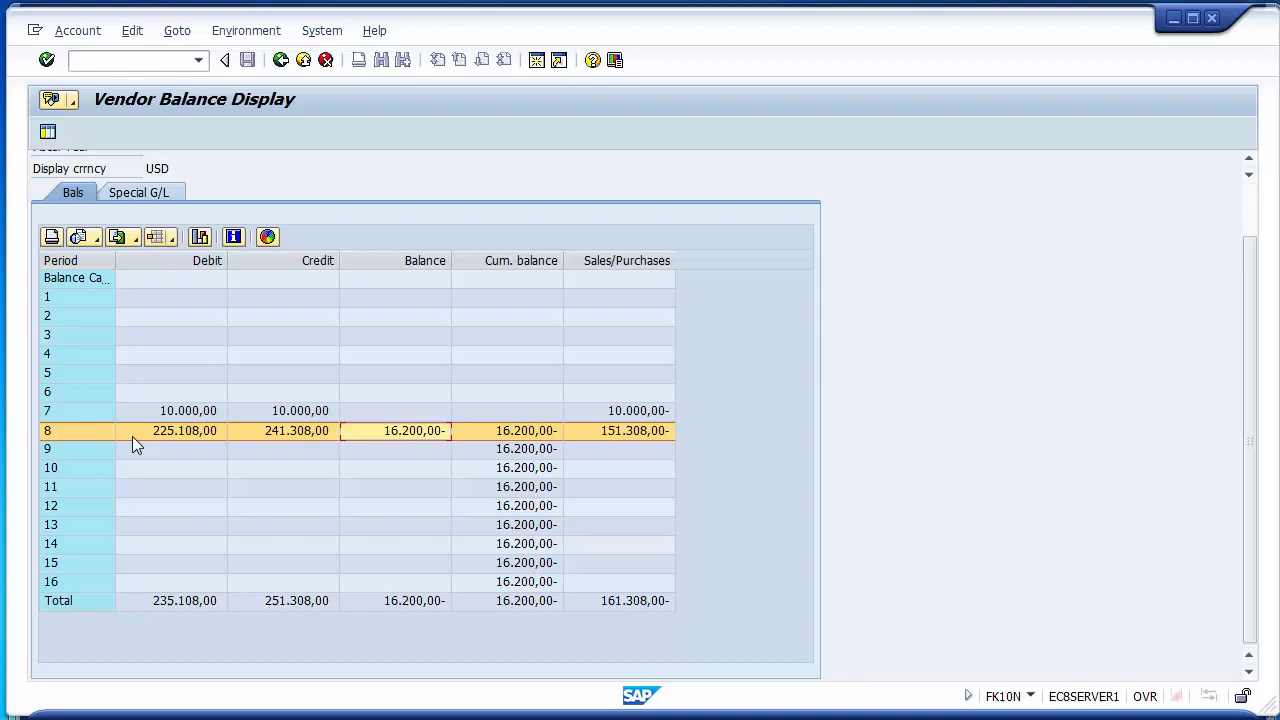 Account Edit Goto Environment System Help
Vendor Balance Display
Display crrncy USD
Bals Special G/L
Period Debit Credit Balance Cum. balance Sales/Purchases
Balance Ca...
1
2
3
4
5
6
7 10.000,00 10.000,00 10.000,00-
8 225.108,00 241.308,00 16.200,00- 16.200,00- 151.308,00-
9 16.200,00-
10 16.200,00-
11 16.200,00-
12 16.200,00-
13 16.200,00-
14 16.200,00-
15 16.200,00-
16 16.200,00-
Total 235.108,00 251.308,00 16.200,00- 16.200,00- 161.308,00-
SAP FK10N EC8SERVER1 OVR